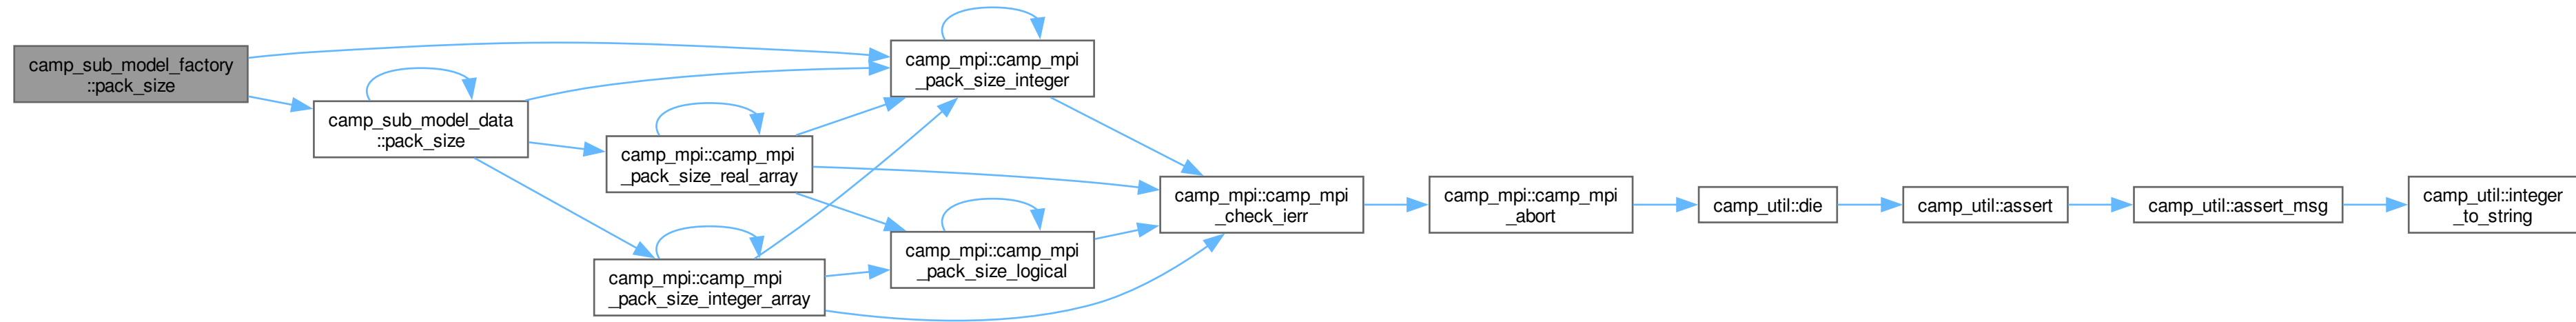 camp_sub_model_factory
::pack_size
camp_sub_model_data
::pack_size
camp_mpi::camp_mpi
_pack_size_integer
camp_mpi::camp_mpi
_pack_size_real_array
camp_mpi::camp_mpi
_pack_size_logical
camp_mpi::camp_mpi
_pack_size_integer_array
camp_mpi::camp_mpi
_check_ierr
camp_mpi::camp_mpi
_abort
camp_util::die
camp_util::assert
camp_util::assert_msg
camp_util::integer
_to_string